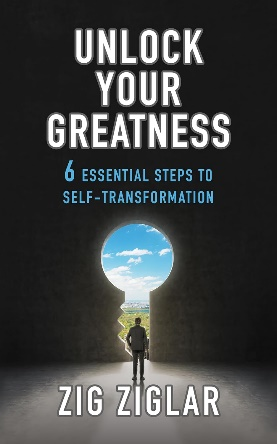 UNLOCK
YOUR
GREATNESS
6 ESSENTIAL STEPS TO
SELF-TRANSFORMATION
ZIG ZIGLAR